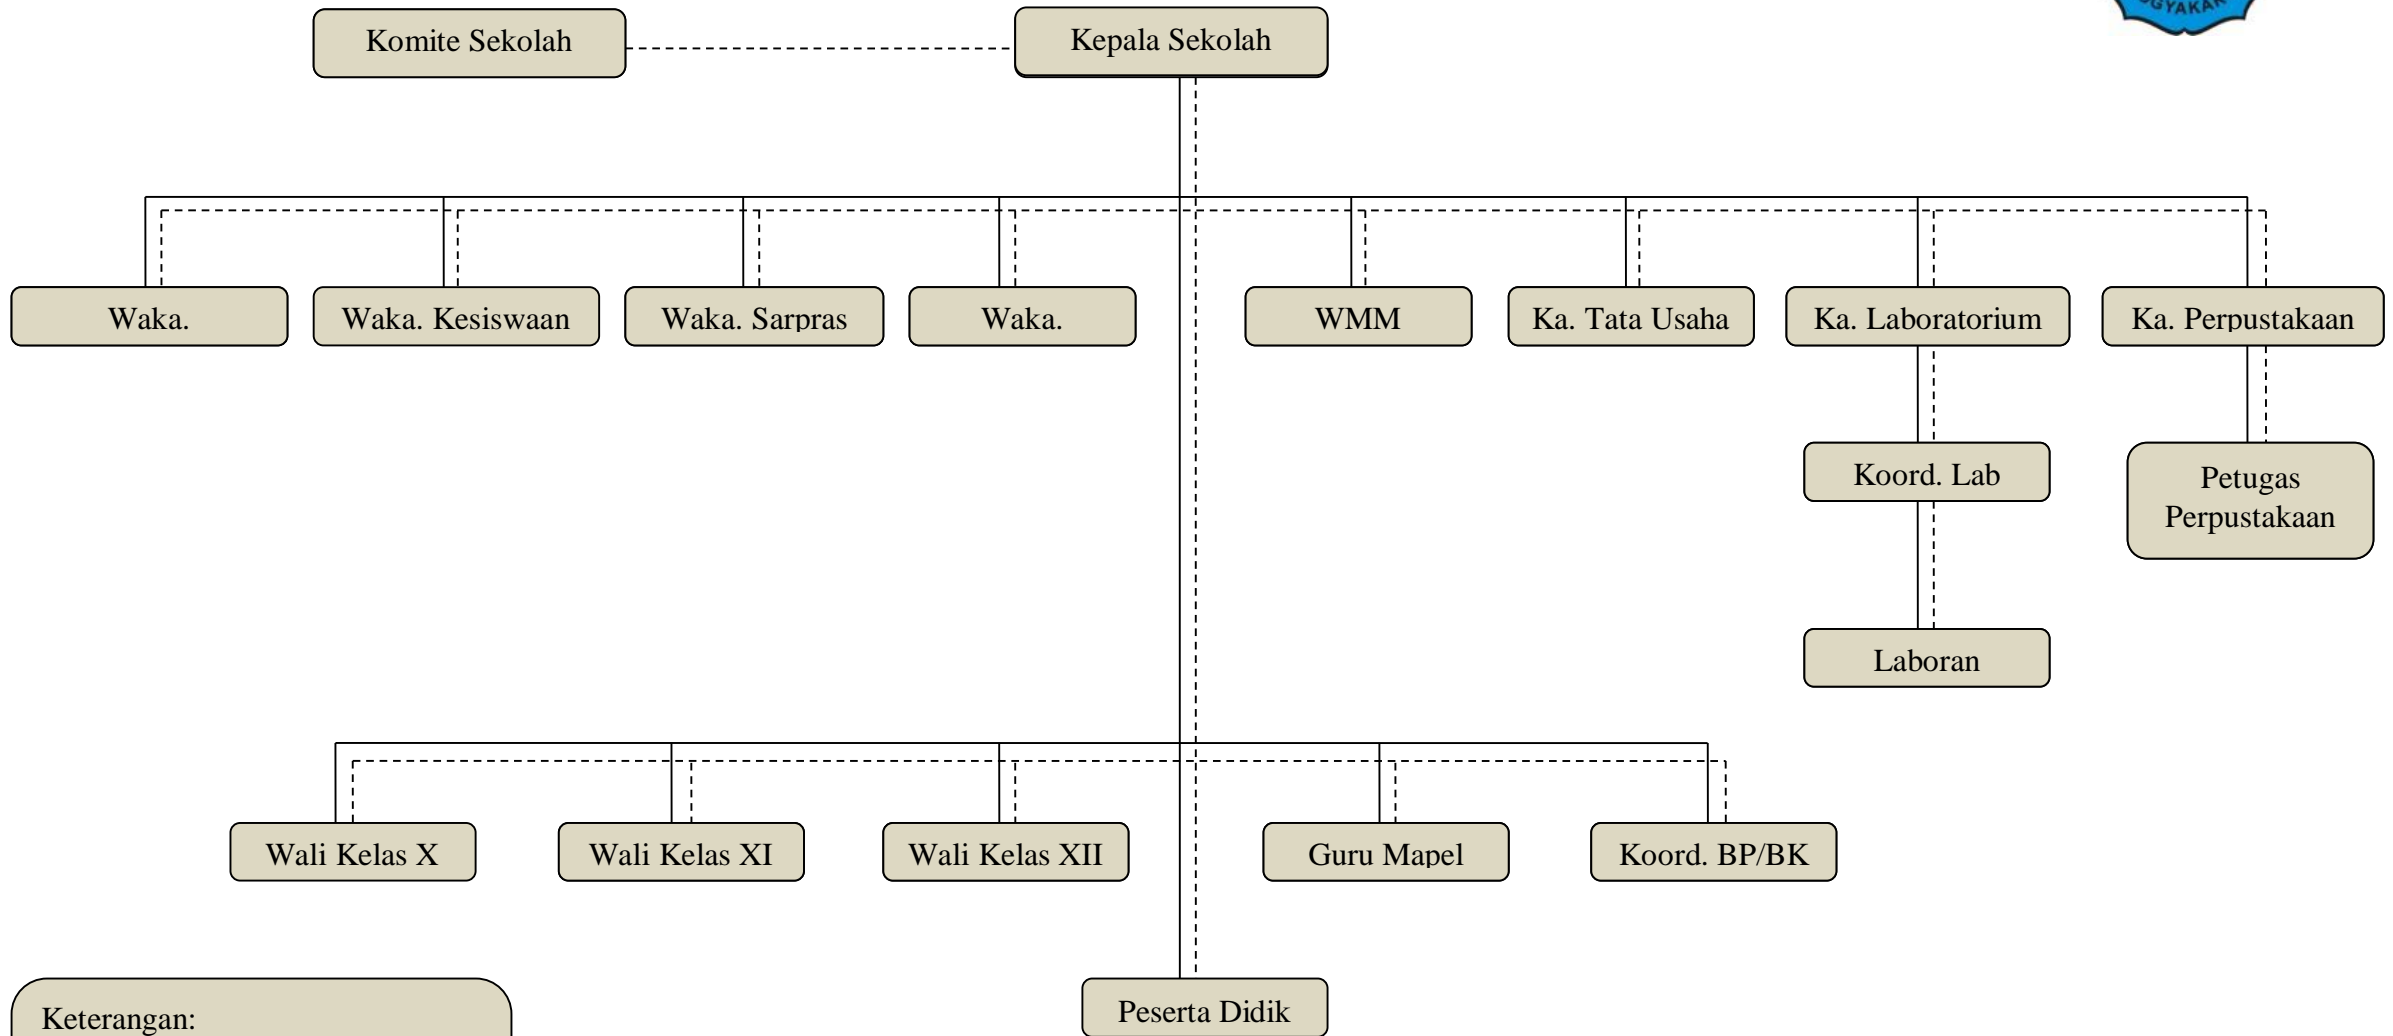 Komite Sekolah
Kepala Sekolah
Waka.
Waka. Kesiswaan
Waka. Sarpras
Waka.
WMM
Ka. Tata Usaha
Ka. Laboratorium
Ka. Perpustakaan
Koord. Lab
Petugas
Perpustakaan
Laboran
Wali Kelas X
Wali Kelas XI
Wali Kelas XII
Guru Mapel
Koord. BP/BK
Keterangan:
Peserta Didik